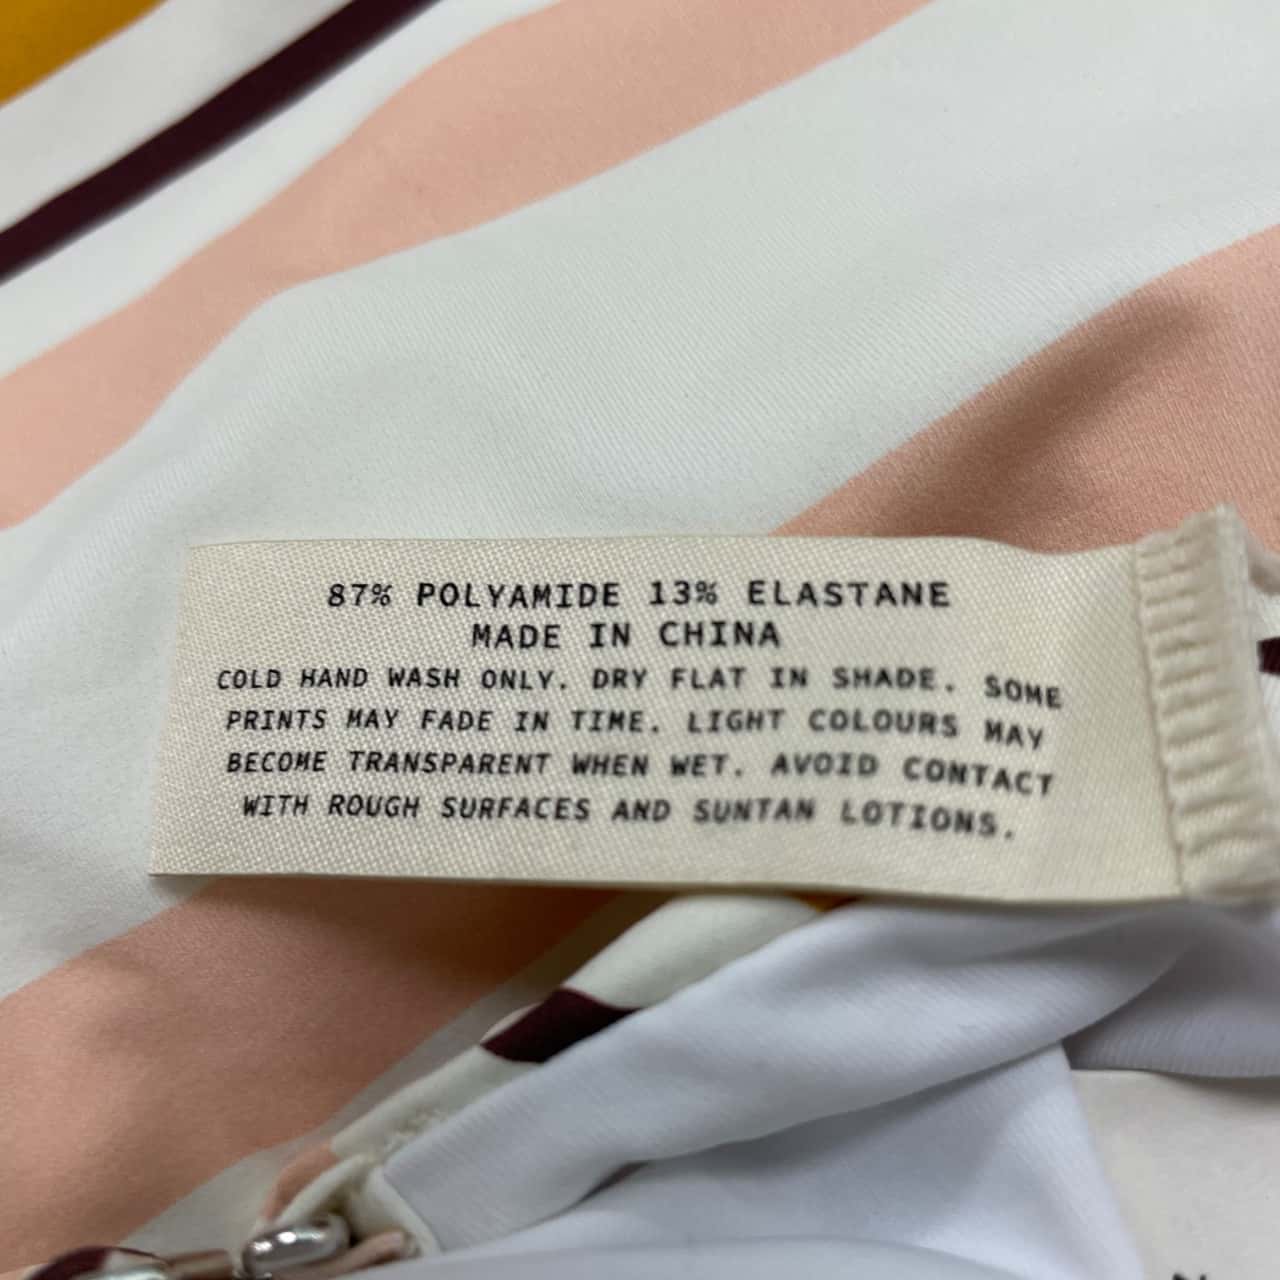 87% POLYAMIDE 13% ELASTANE
MADE IN CHINA
COLD HAND WASH ONLY. DRY FLAT IN SHADE. SOME
PRINTS MAY FADE IN TIME. LIGHT COLOURS MAY
BECOME TRANSPARENT WHEN WET. AVOID CONTACT
WITH ROUGH SURFACES AND SUNTAN LOTIONS.